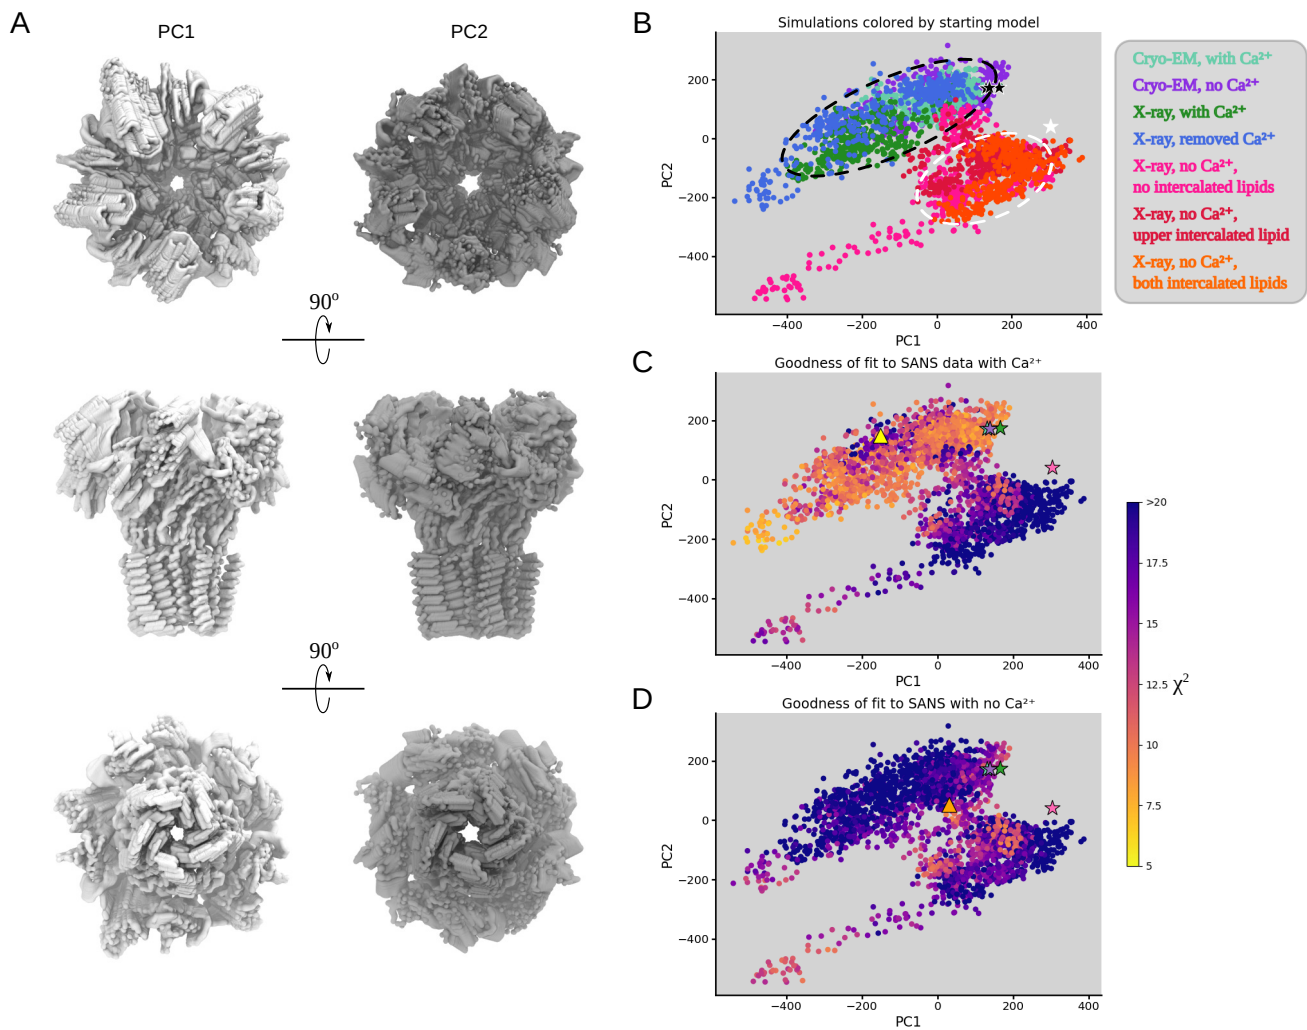 A
PC1
PC2
90º
90º
B
Simulations colored by starting model
PC2
200
0
−200
−400
−400
−200
0
200
400
PC1
Cryo-EM, with Ca²⁺
Cryo-EM, no Ca²⁺
X-ray, with Ca²⁺
X-ray, removed Ca²⁺
X-ray, no Ca²⁺,
no intercalated lipids
X-ray, no Ca²⁺,
upper intercalated lipid
X-ray, no Ca²⁺,
both intercalated lipids
C
Goodness of fit to SANS data with Ca²⁺
PC2
200
0
−200
−400
−400
−200
0
200
400
PC1
D
Goodness of fit to SANS with no Ca²⁺
PC2
200
0
−200
−400
−400
−200
0
200
400
PC1
>20
17.5
15
12.5
10
7.5
5
χ²